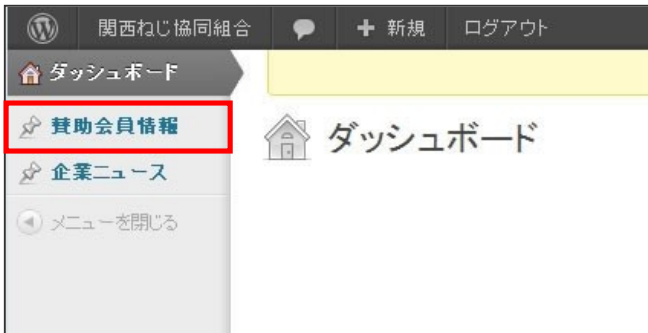 関西ねじ協同組合 新規 ログアウト
ダッシュボード
賛助会員情報
ダッシュボード
企業ニュース
メニューを閉じる